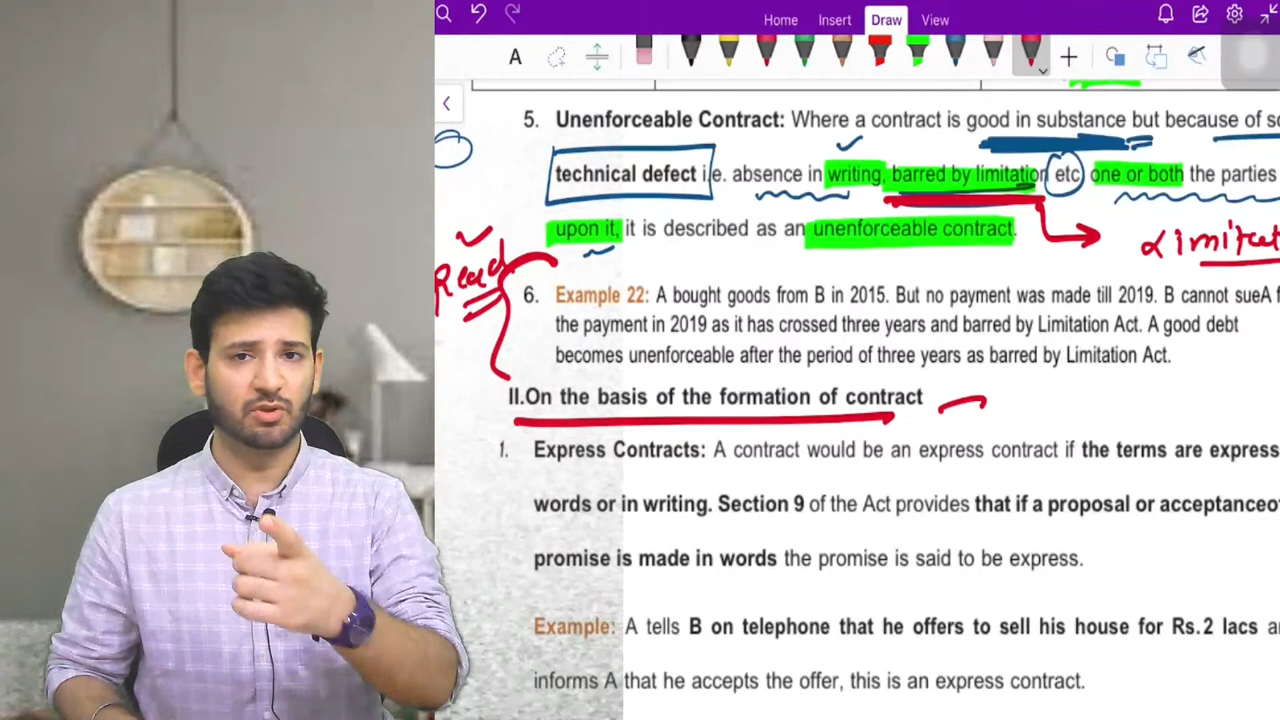 Home Insert Draw View
A
5. Unenforceable Contract: Where a contract is good in substance but because of
technical defect i.e. absence in writing, barred by limitation etc one or both the parties
upon it, it is described as an unenforceable contract.
Limitat
Read
6. Example 22: A bought goods from B in 2015. But no payment was made till 2019. B cannot sueA f
the payment in 2019 as it has crossed three years and barred by Limitation Act. A good debt
becomes unenforceable after the period of three years as barred by Limitation Act.
II.On the basis of the formation of contract
1. Express Contracts: A contract would be an express contract if the terms are express
words or in writing. Section 9 of the Act provides that if a proposal or acceptanceo
promise is made in words the promise is said to be express.
Example: A tells B on telephone that he offers to sell his house for Rs.2 lacs a
informs A that he accepts the offer, this is an express contract.